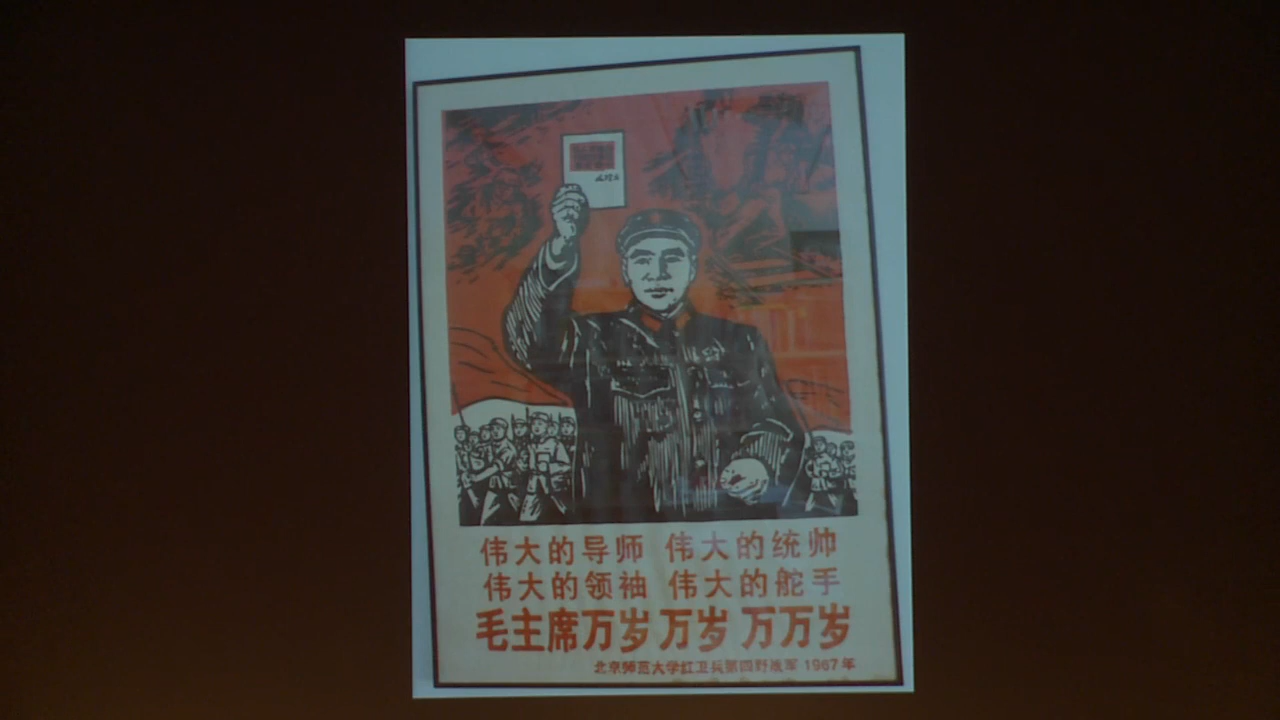 伟大的导师 伟大的统帅
伟大的领袖 伟大的舵手
毛主席万岁 万岁 万万岁
北京师范大学红卫兵第四野战军 1967年